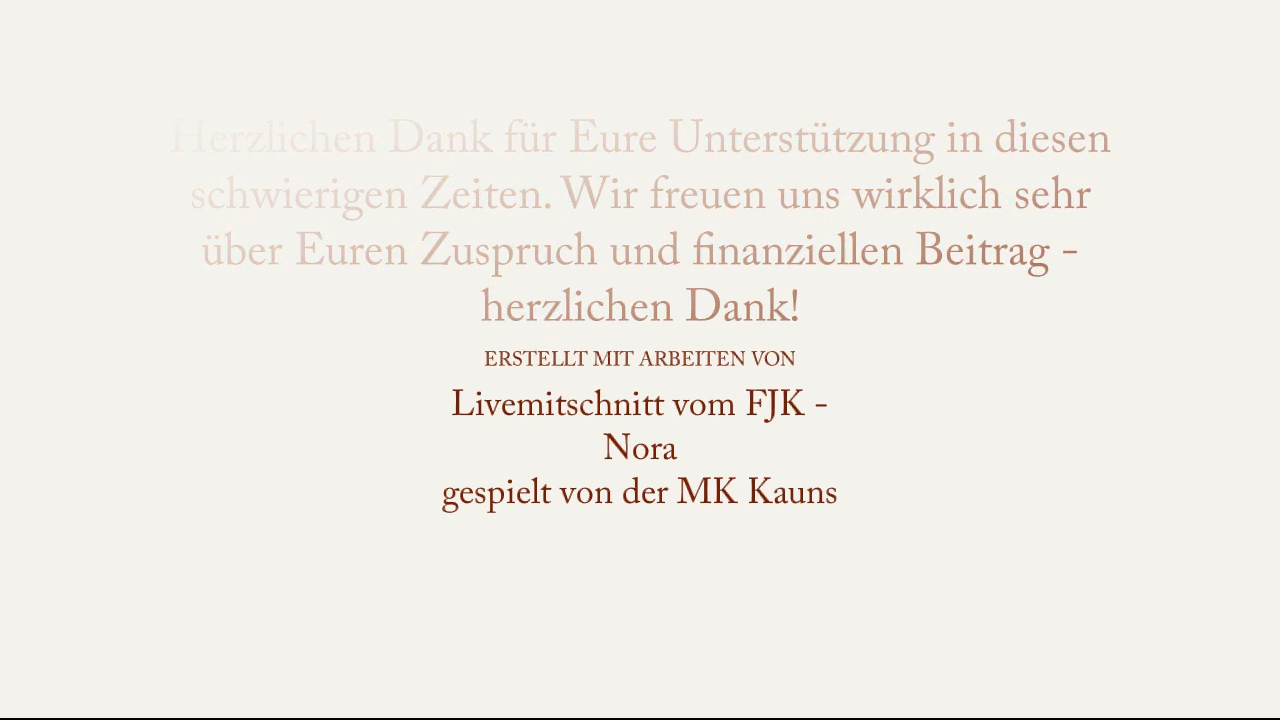 Herzlichen Dank für Eure Unterstützung in diesen
schwierigen Zeiten. Wir freuen uns wirklich sehr
über Euren Zuspruch und finanziellen Beitrag -
herzlichen Dank!
ERSTELLT MIT ARBEITEN VON
Livemitschnitt vom FJK -
Nora
gespielt von der MK Kauns